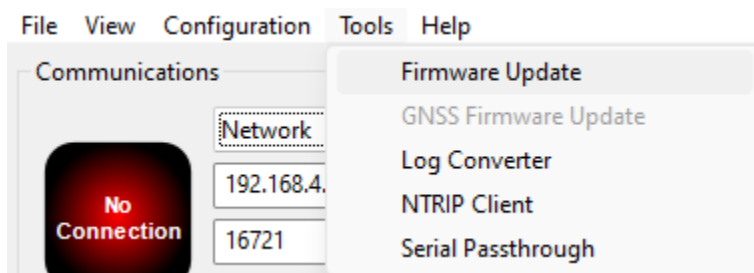 File View Configuration Tools Help
Communications
Network
192.168.4.
16721
No
Connection
Firmware Update
GNSS Firmware Update
Log Converter
NTRIP Client
Serial Passthrough